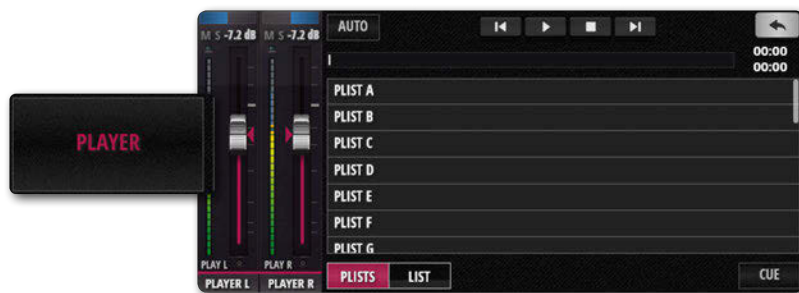 PLAYER
M S -7.2 dB
M S -7.2 dB
PLAY L
PLAY R
PLAYER L
PLAYER R
AUTO
00:00
00:00
PLIST A
PLIST B
PLIST C
PLIST D
PLIST E
PLIST F
PLIST G
PLISTS
LIST
CUE